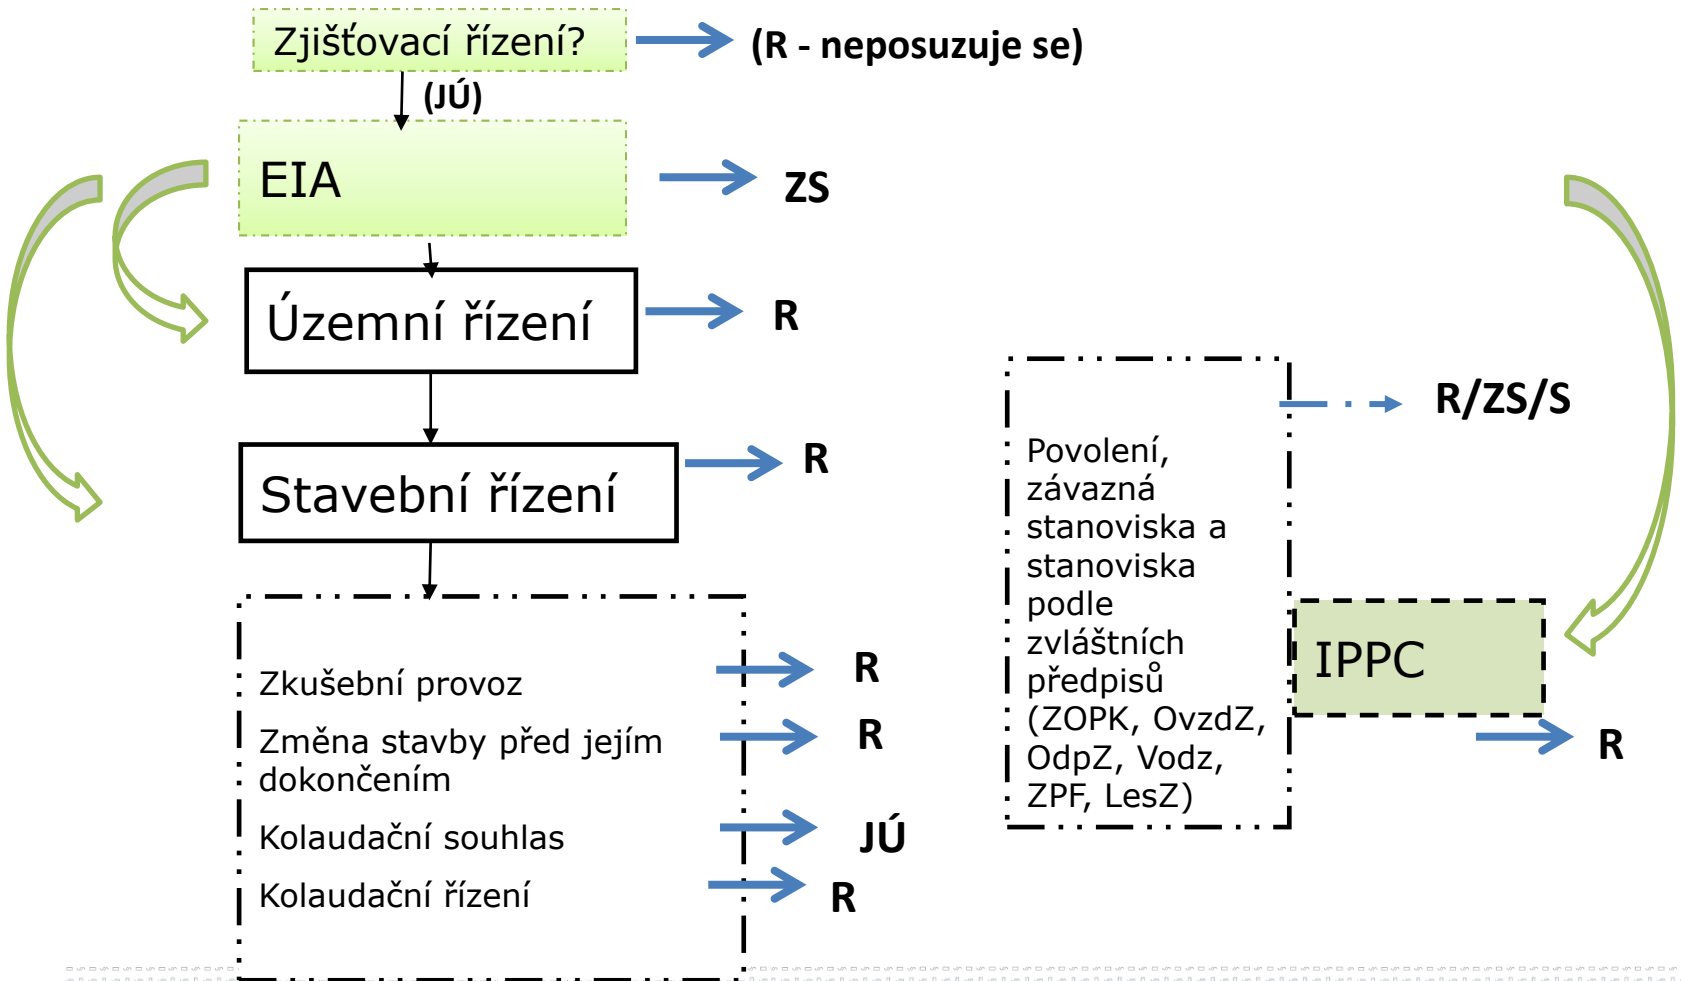 Zjišťovací řízení?
(R - neposuzuje se)
(JÚ)
EIA
ZS
Územní řízení
R
Stavební řízení
R
Zkušební provoz
R
Změna stavby před jejím
dokončením
R
Kolaudační souhlas
JÚ
Kolaudační řízení
R
Povolení,
závazná
stanoviska a
stanoviska
podle
zvláštních
předpisů
(ZOPK, OvzdZ,
OdpZ, Vodz,
ZPF, LesZ)
R/ZS/S
IPPC
R